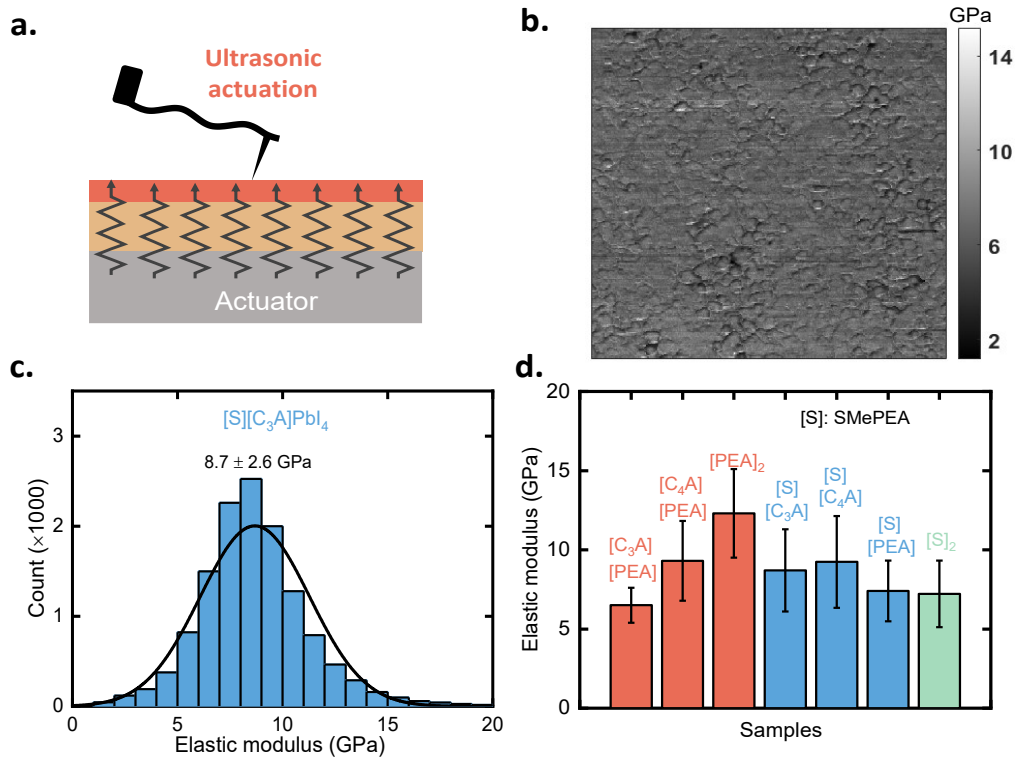 a.
Ultrasonic
actuation
Actuator
b.
GPa
14
10
6
2
c.
[S][C₃A]PbI₄
8.7 ± 2.6 GPa
Count (×1000)
3
2
1
0
0 5 10 15 20
Elastic modulus (GPa)
d.
[S]: SMePEA
Elastic modulus (GPa)
20
15
10
5
0
[C₃A]
[PEA]
[C₄A]
[PEA]
[PEA]₂
[S]
[C₃A]
[S]
[C₄A]
[S]
[PEA]
[S]₂
Samples